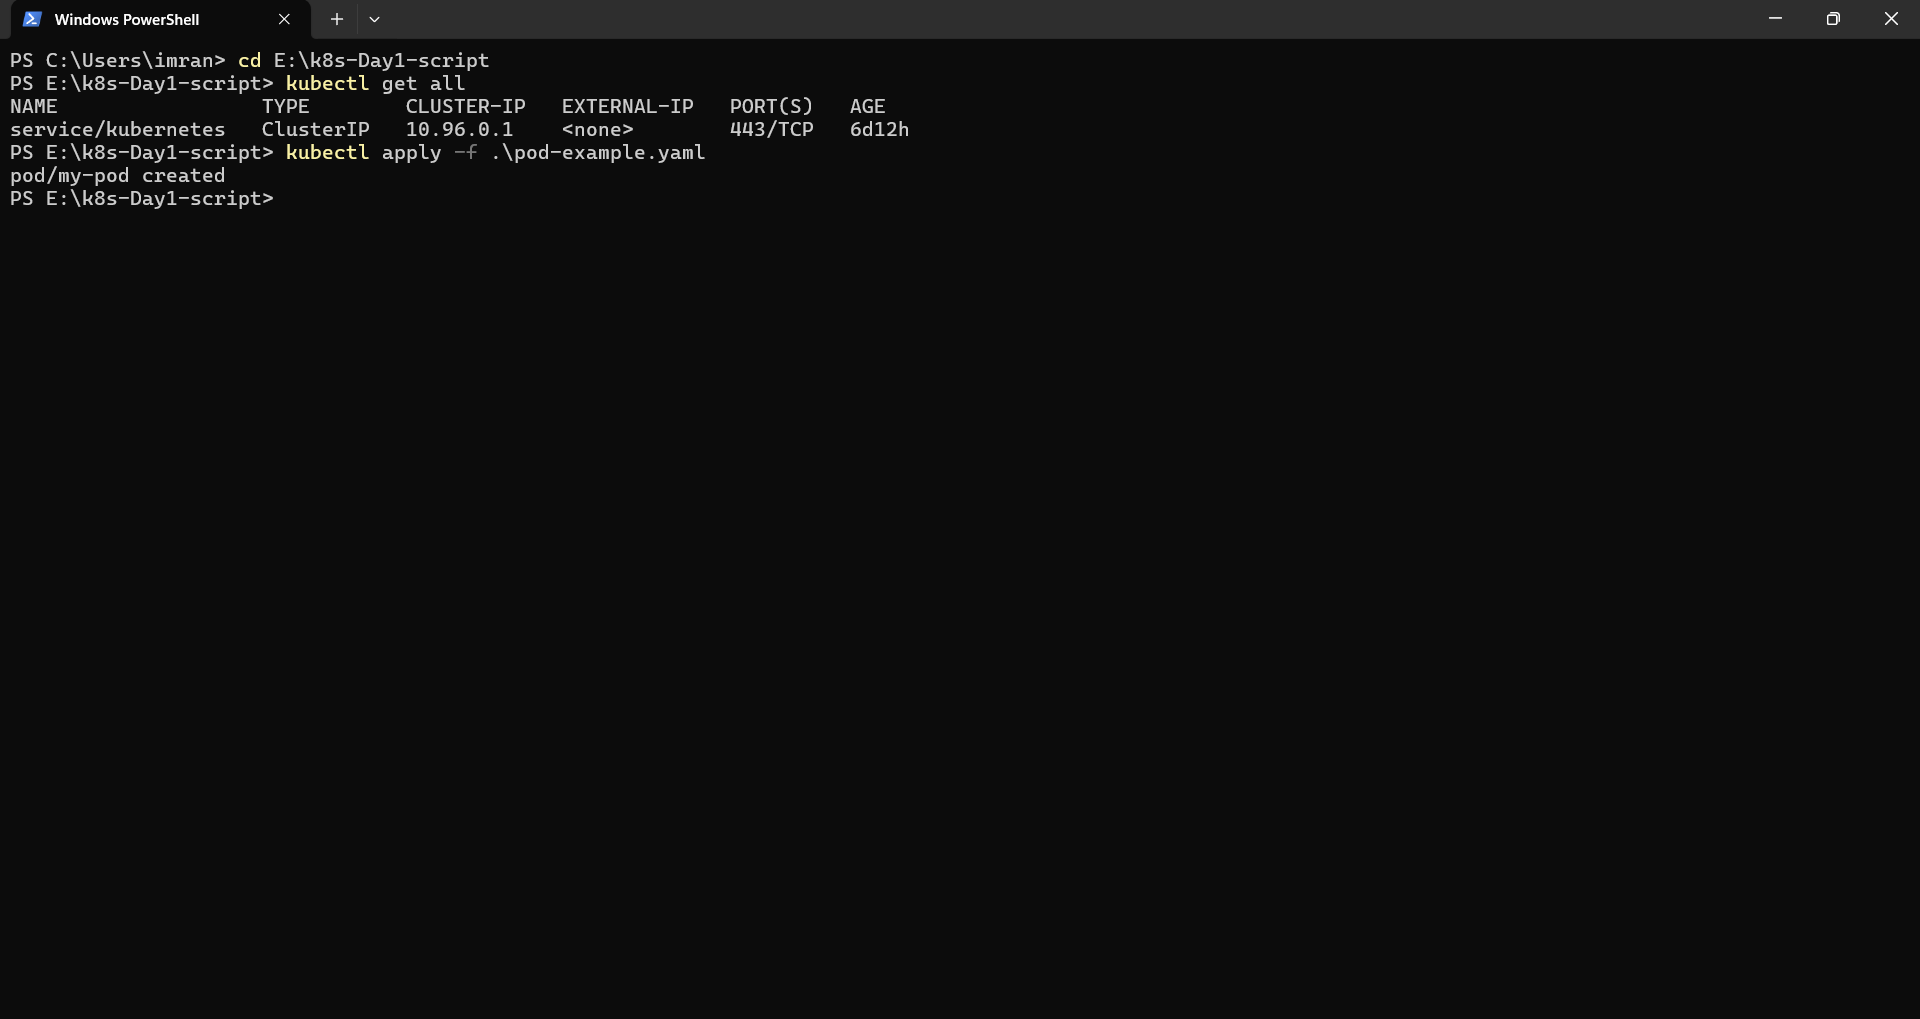 Windows PowerShell
PS C:\Users\imran> cd E:\k8s-Day1-script
PS E:\k8s-Day1-script> kubectl get all
NAME                 TYPE        CLUSTER-IP   EXTERNAL-IP   PORT(S)   AGE
service/kubernetes   ClusterIP   10.96.0.1    <none>        443/TCP   6d12h
PS E:\k8s-Day1-script> kubectl apply -f .\pod-example.yaml
pod/my-pod created
PS E:\k8s-Day1-script>